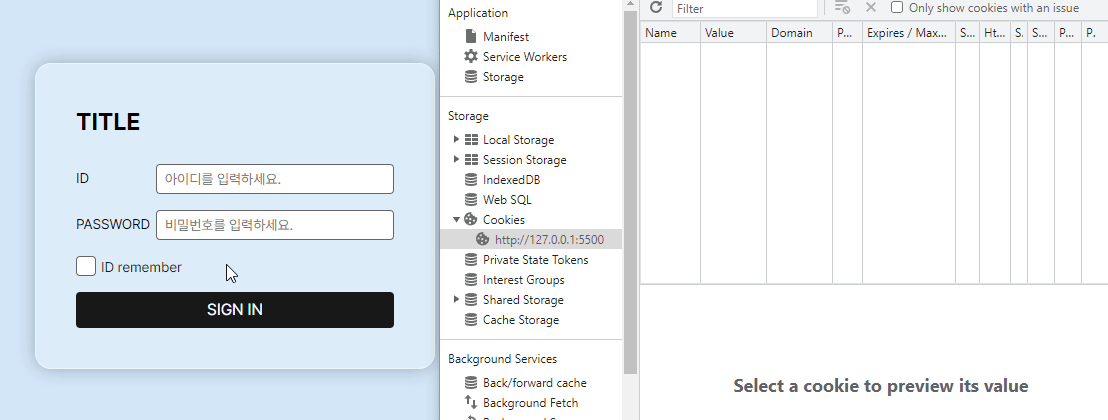 TITLE
ID
아이디를 입력하세요.
PASSWORD
비밀번호를 입력하세요.
ID remember
SIGN IN
Application
Manifest
Service Workers
Storage
Storage
Local Storage
Session Storage
IndexedDB
Web SQL
Cookies
http://127.0.0.1:5500
Private State Tokens
Interest Groups
Shared Storage
Cache Storage
Background Services
Back/forward cache
Background Fetch
Filter
Only show cookies with an issue
Name Value Domain P... Expires / Max... S... Ht... S. S... P... P.
Select a cookie to preview its value